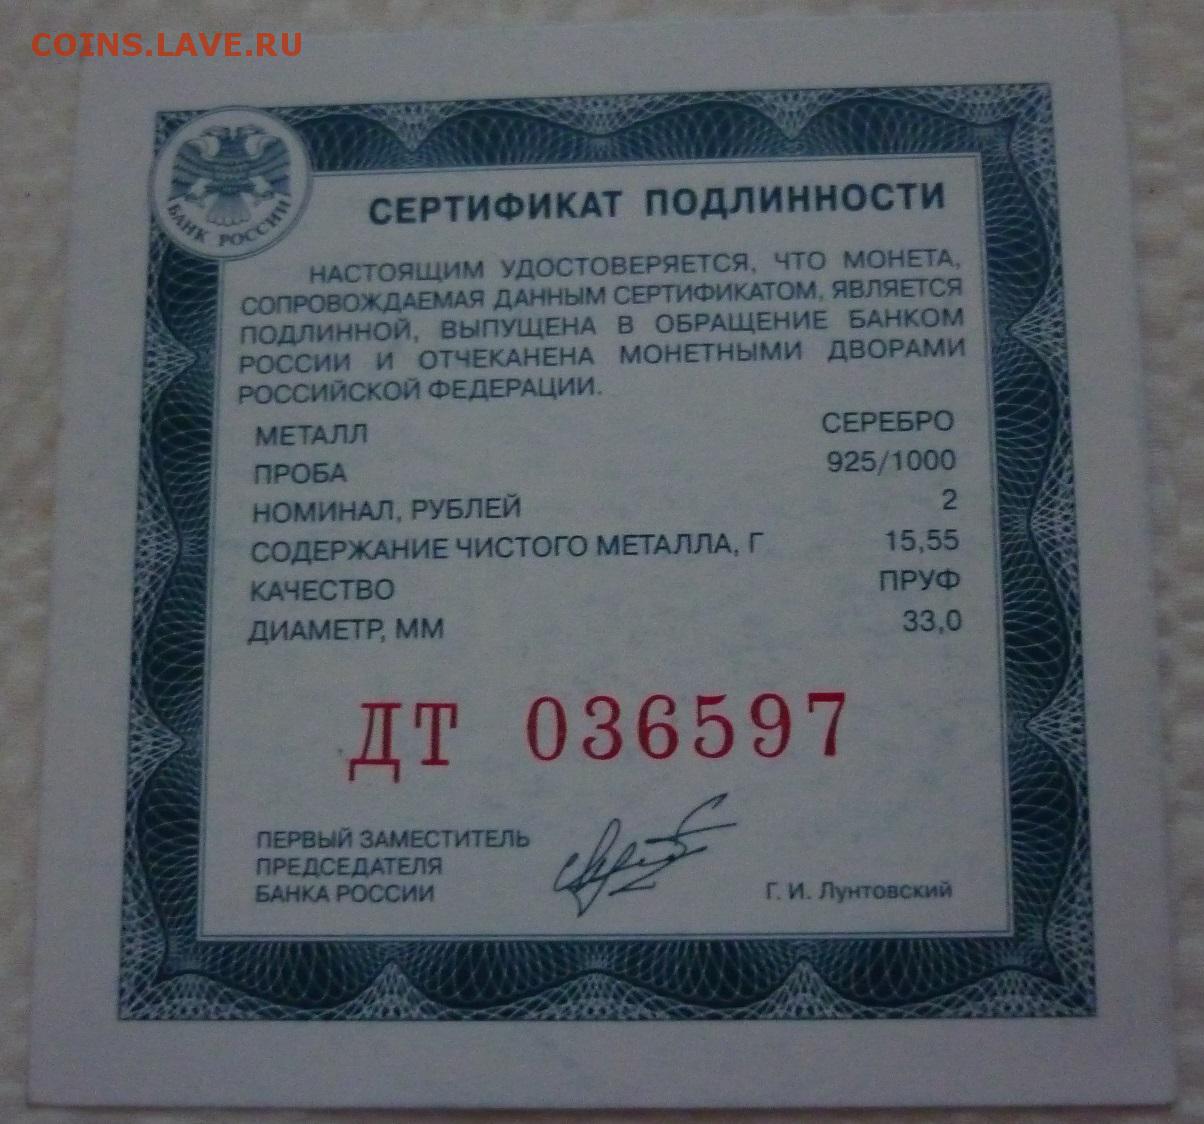 COINS.LAVE.RU
БАНК РОССИИ
СЕРТИФИКАТ ПОДЛИННОСТИ
НАСТОЯЩИМ УДОСТОВЕРЯЕТСЯ, ЧТО МОНЕТА,
СОПРОВОЖДАЕМАЯ ДАННЫМ СЕРТИФИКАТОМ, ЯВЛЯЕТСЯ
ПОДЛИННОЙ, ВЫПУЩЕНА В ОБРАЩЕНИЕ БАНКОМ
РОССИИ И ОТЧЕКАНЕНА МОНЕТНЫМИ ДВОРАМИ
РОССИЙСКОЙ ФЕДЕРАЦИИ.
МЕТАЛЛ СЕРЕБРО
ПРОБА 925/1000
НОМИНАЛ, РУБЛЕЙ 2
СОДЕРЖАНИЕ ЧИСТОГО МЕТАЛЛА, Г 15,55
КАЧЕСТВО ПРУФ
ДИАМЕТР, ММ 33,0
ДТ 036597
ПЕРВЫЙ ЗАМЕСТИТЕЛЬ
ПРЕДСЕДАТЕЛЯ
БАНКА РОССИИ Г. И. Лунтовский